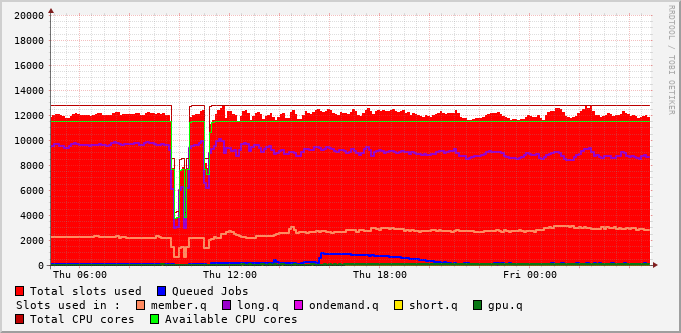 20000
18000
16000
14000
12000
10000
8000
6000
4000
2000
0
Thu 06:00 Thu 12:00 Thu 18:00 Fri 00:00
RRDTOOL / TOBI OETIKER
Total slots used Queued Jobs
Slots used in : member.q long.q ondemand.q short.q gpu.q
Total CPU cores Available CPU cores